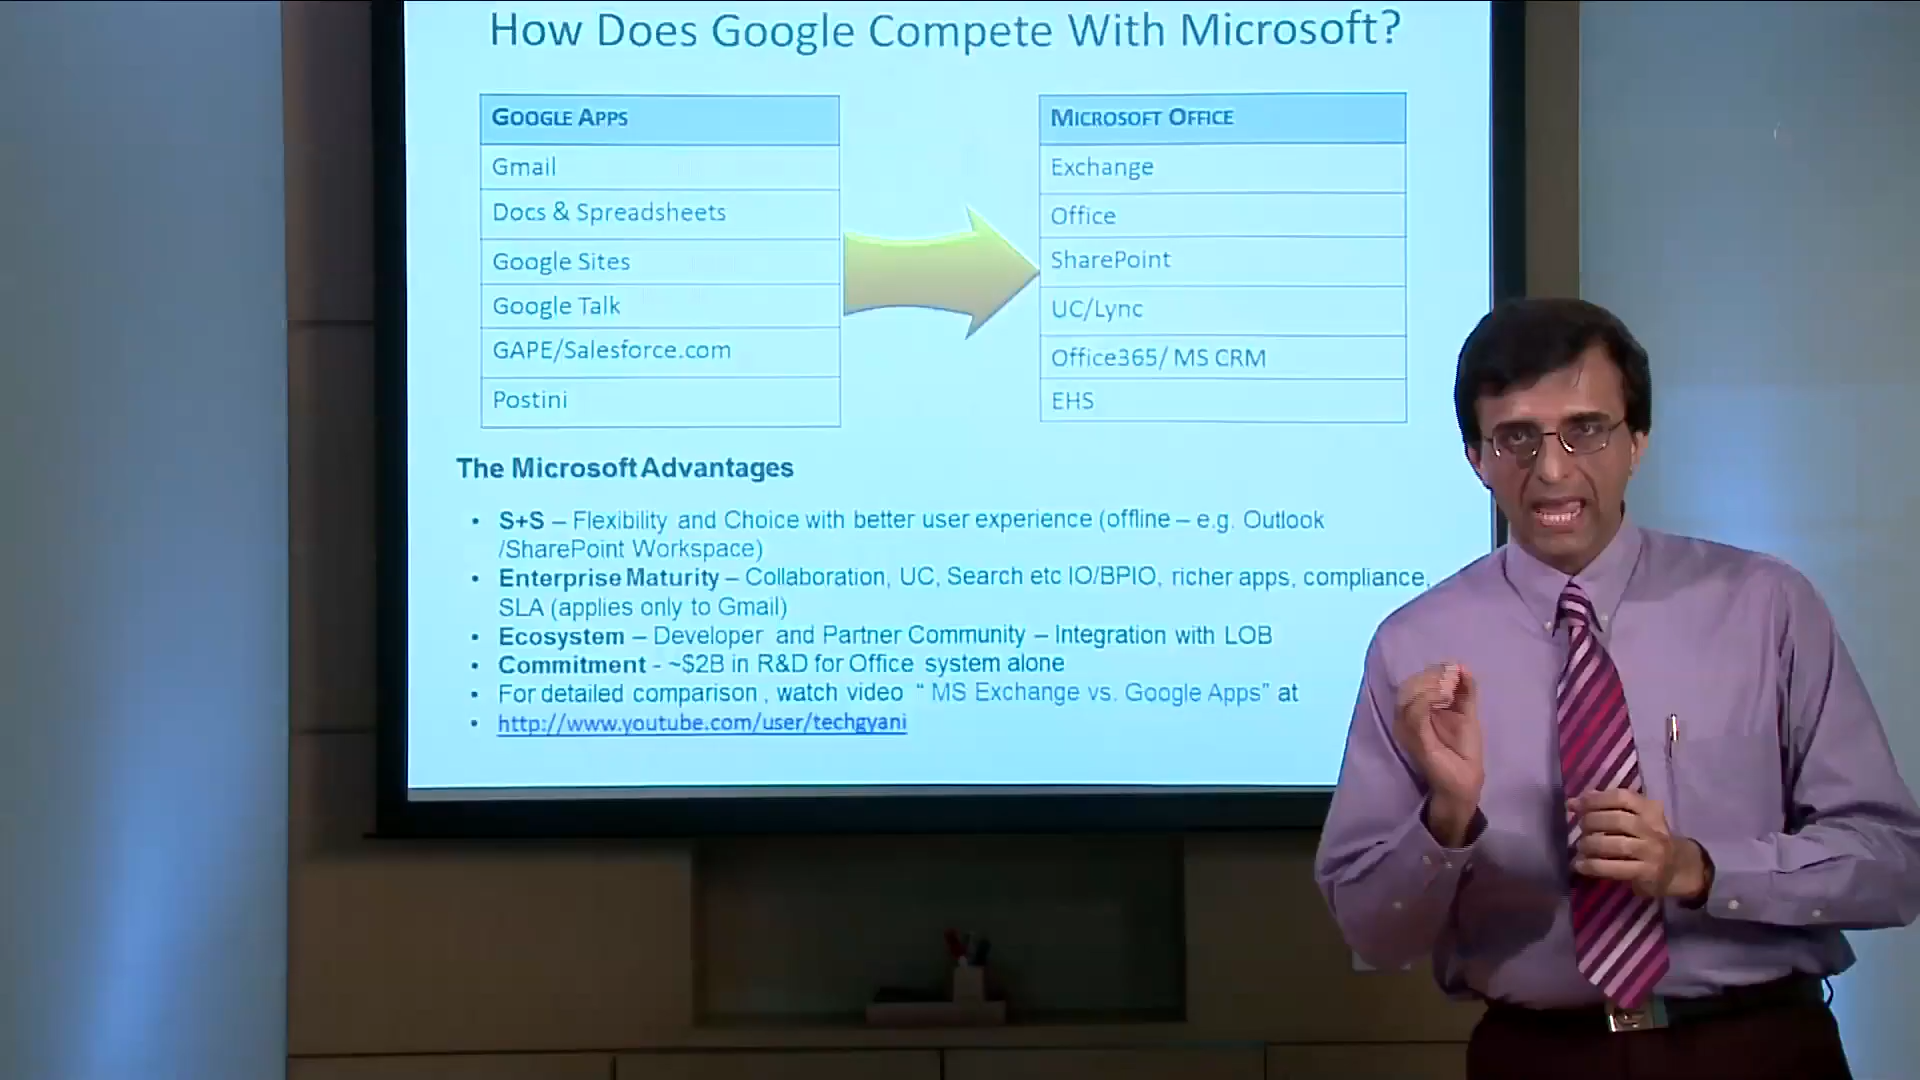 How Does Google Compete With Microsoft?
GOOGLE APPS
Gmail
Docs & Spreadsheets
Google Sites
Google Talk
GAPE/Salesforce.com
Postini
MICROSOFT OFFICE
Exchange
Office
SharePoint
UC/Lync
Office365/ MS CRM
EHS
The Microsoft Advantages
• S+S – Flexibility and Choice with better user experience (offline – e.g. Outlook
/SharePoint Workspace)
• Enterprise Maturity – Collaboration, UC, Search etc IO/BPIO, richer apps, compliance,
SLA (applies only to Gmail)
• Ecosystem – Developer and Partner Community – Integration with LOB
• Commitment - ~$2B in R&D for Office system alone
• For detailed comparison , watch video “ MS Exchange vs. Google Apps” at
• http://www.youtube.com/user/techgyani